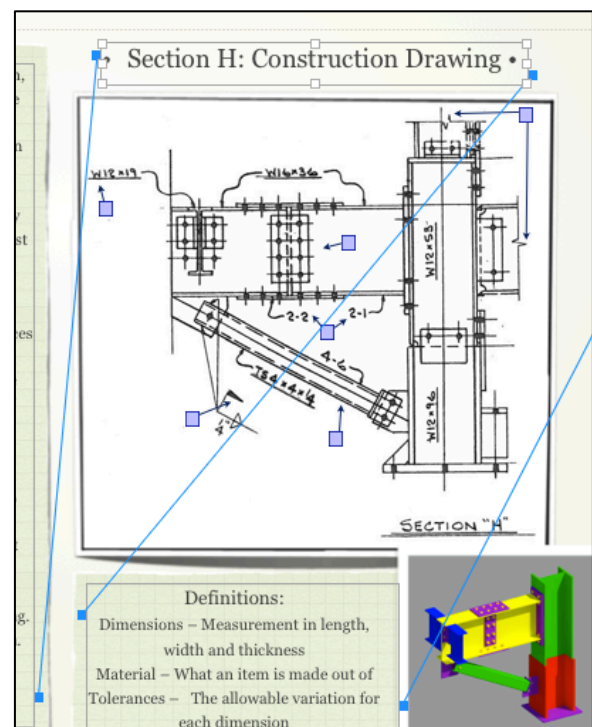 • Section H: Construction Drawing •
W12×19
W16×36
W12×53
2-2
2-1
4-6
TS4×4×1/4
1/4"
W12×96
SECTION "H"
Definitions:
Dimensions – Measurement in length,
width and thickness
Material – What an item is made out of
Tolerances – The allowable variation for
each dimension